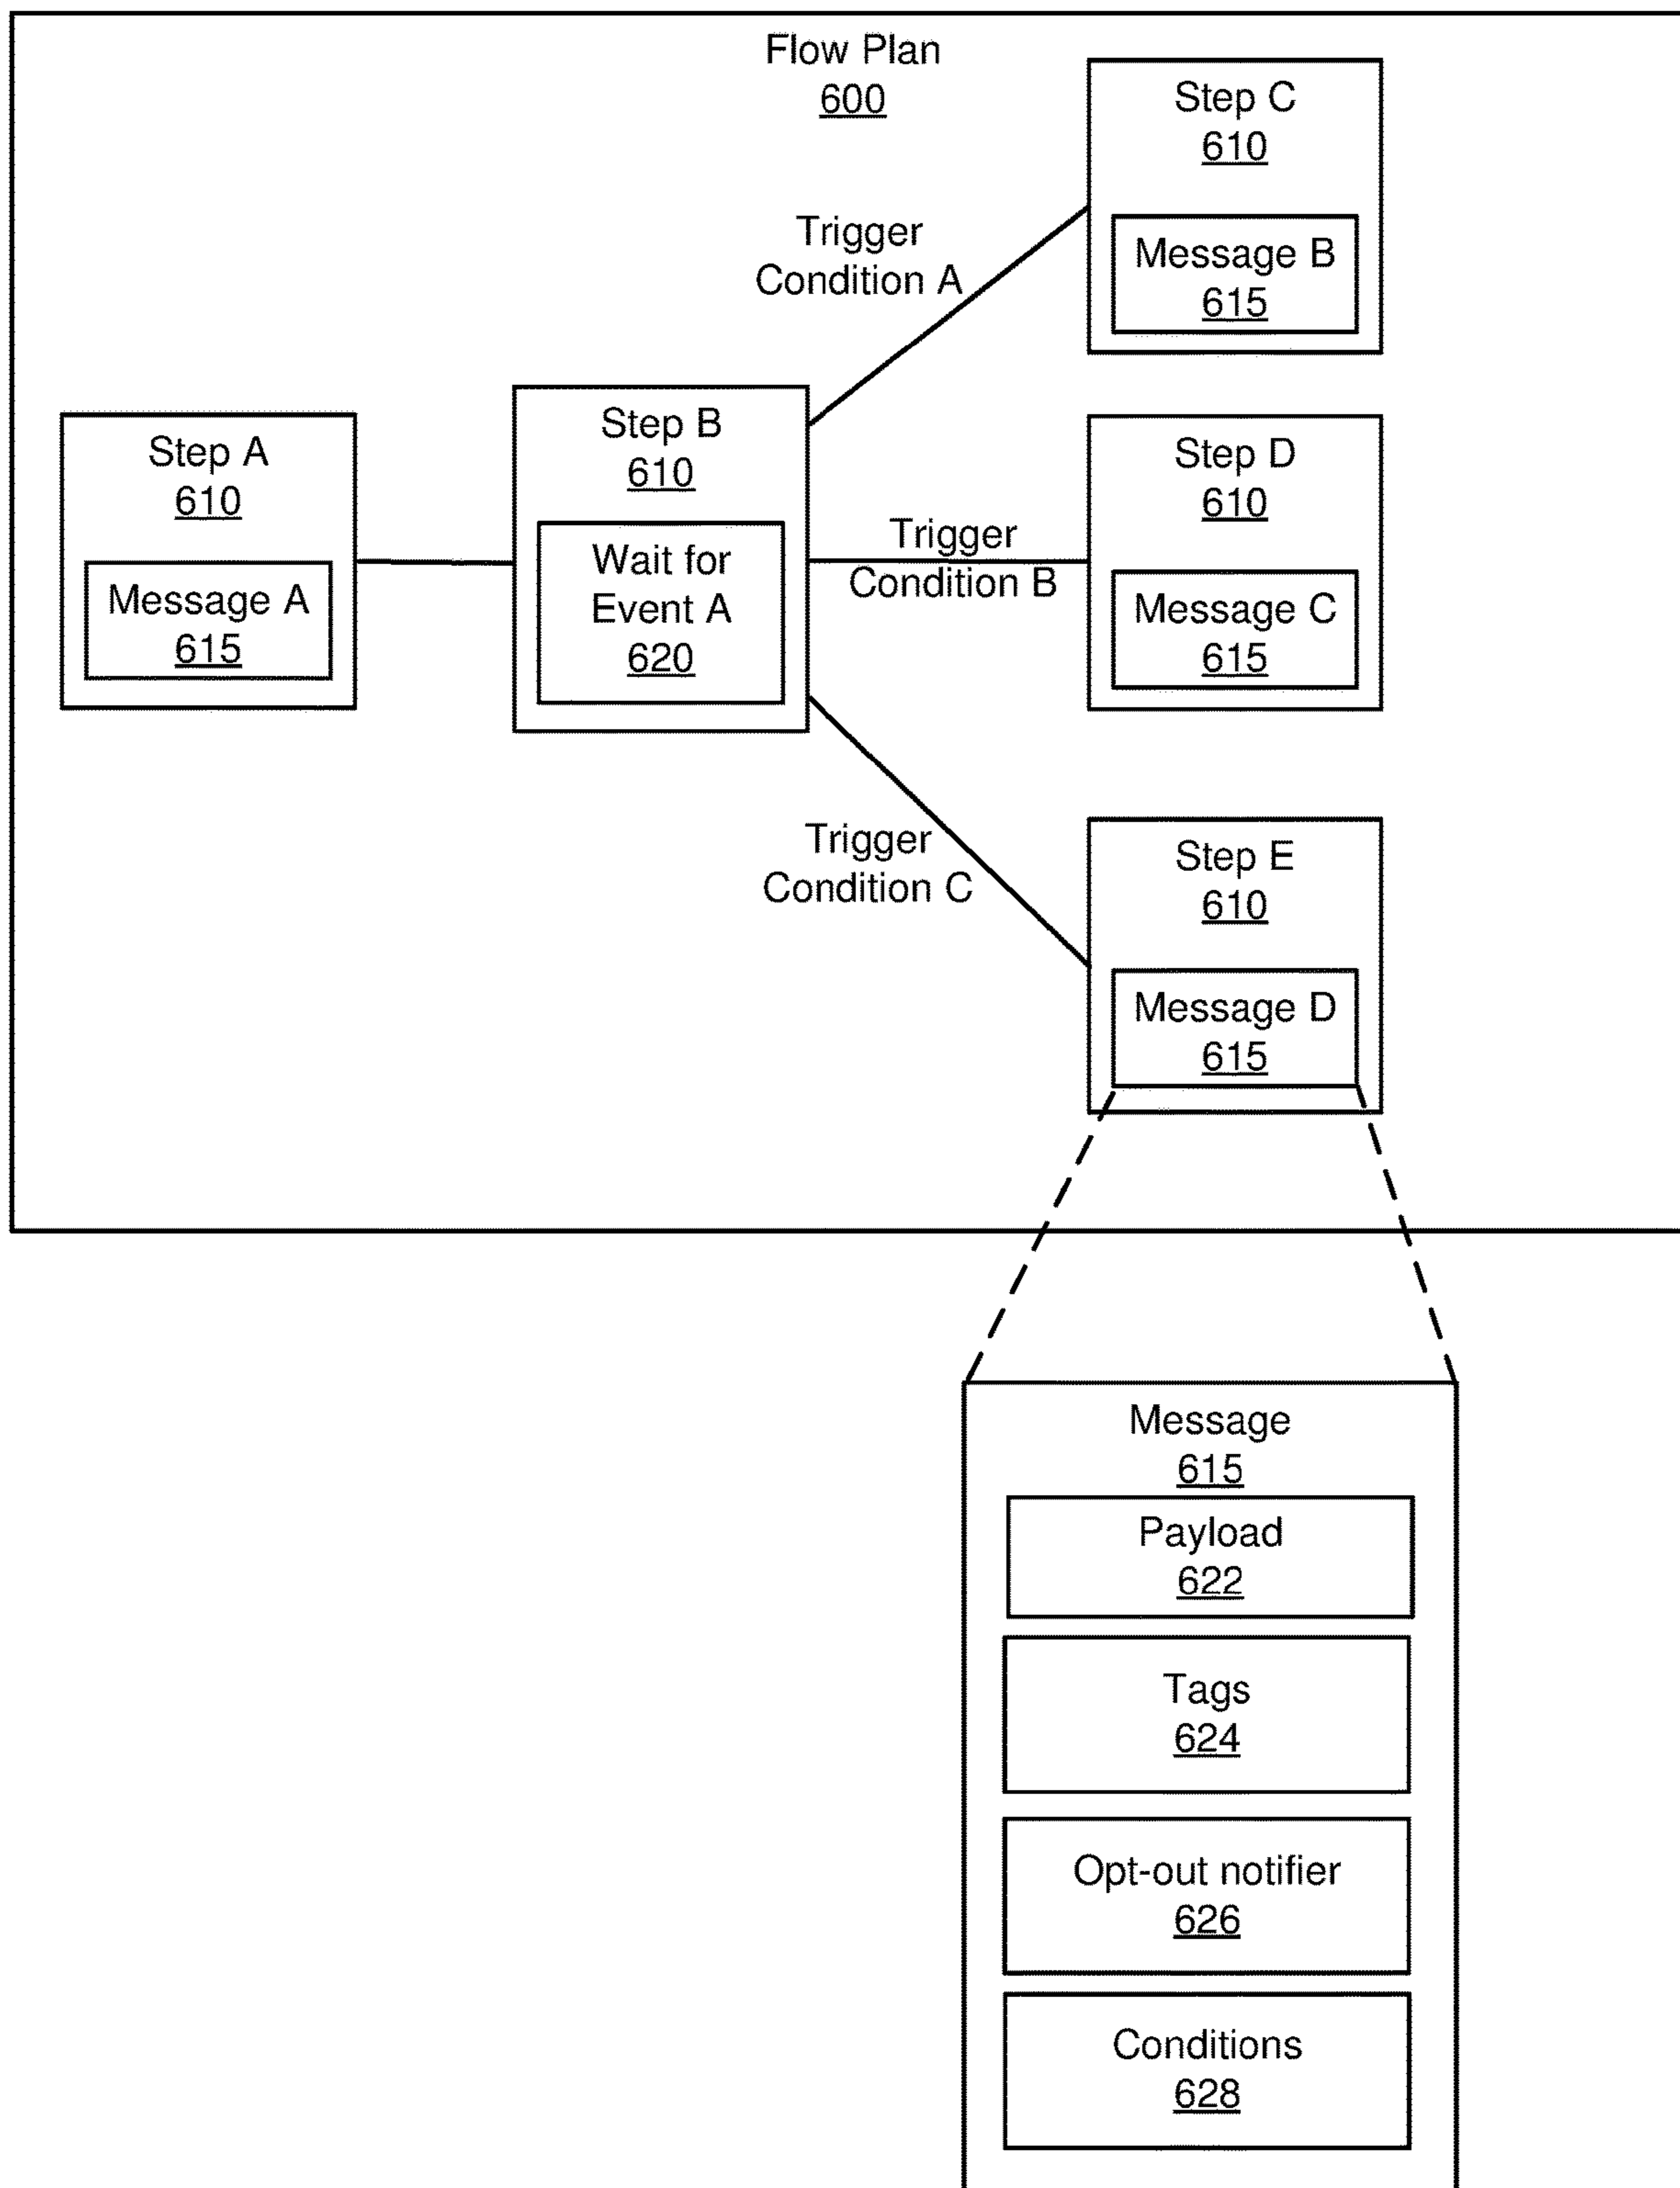 Flow Plan
600
Step C
610
Message B
615
Trigger
Condition A
Step A
610
Message A
615
Step B
610
Wait for
Event A
620
Trigger
Condition B
Step D
610
Message C
615
Trigger
Condition C
Step E
610
Message D
615
Message
615
Payload
622
Tags
624
Opt-out notifier
626
Conditions
628